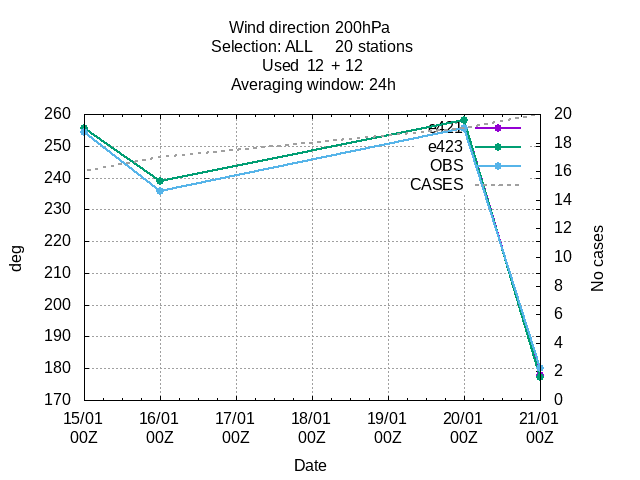 Wind direction 200hPa
Selection: ALL 20 stations
Used 12 + 12
Averaging window: 24h
260
250
240
230
220
210
200
190
180
170
deg
20
18
16
14
12
10
8
6
4
2
0
No cases
e421
e423
OBS
CASES
15/01 16/01 17/01 18/01 19/01 20/01 21/01
00Z 00Z 00Z 00Z 00Z 00Z 00Z
Date